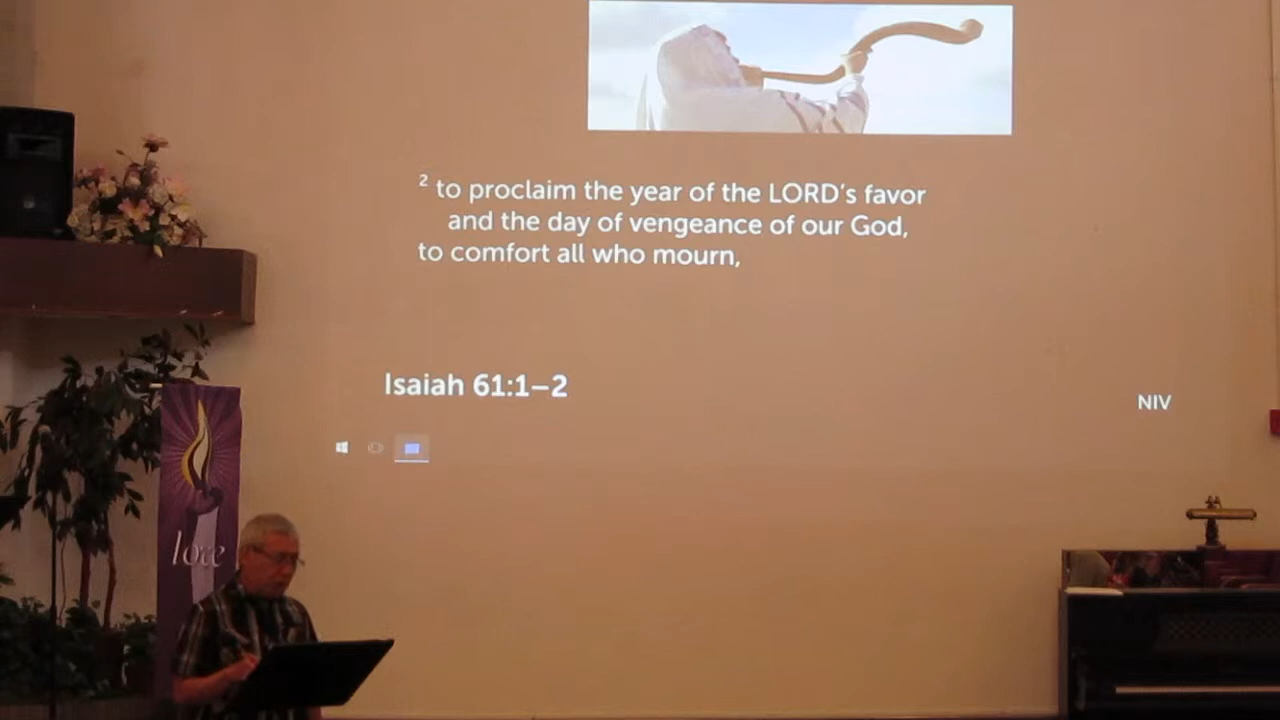 ² to proclaim the year of the LORD's favor
and the day of vengeance of our God,
to comfort all who mourn,
Isaiah 61:1–2
NIV
love